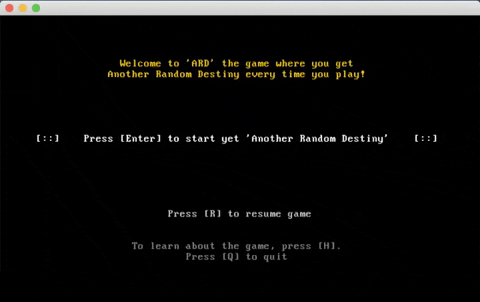 Welcome to 'ARD' the game where you get
Another Random Destiny every time you play!
[::] Press [Enter] to start yet 'Another Random Destiny' [::]
Press [R] to resume game
To learn about the game, press [H].
Press [Q] to quit